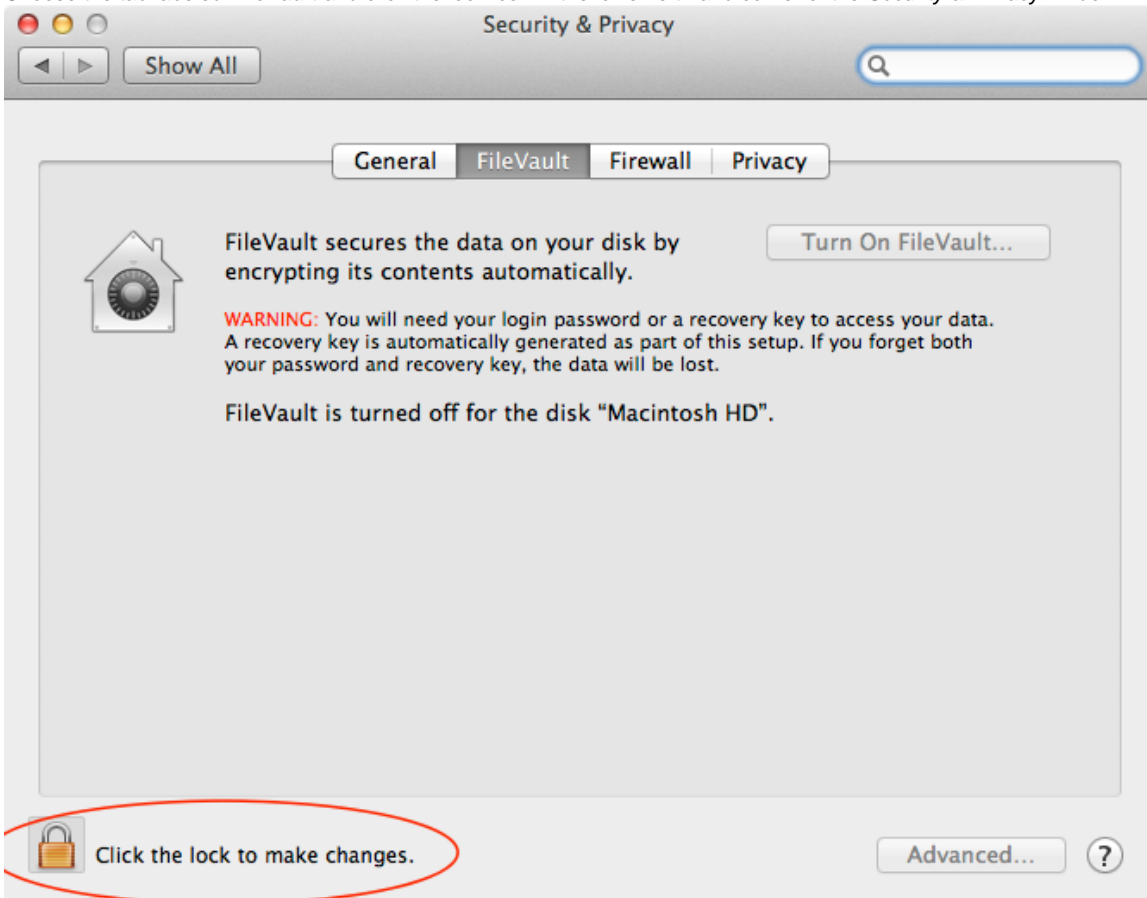 Security & Privacy
Show All
General FileVault Firewall Privacy
FileVault secures the data on your disk by
encrypting its contents automatically.
Turn On FileVault...
WARNING: You will need your login password or a recovery key to access your data.
A recovery key is automatically generated as part of this setup. If you forget both
your password and recovery key, the data will be lost.
FileVault is turned off for the disk “Macintosh HD”.
Click the lock to make changes.
Advanced... ?